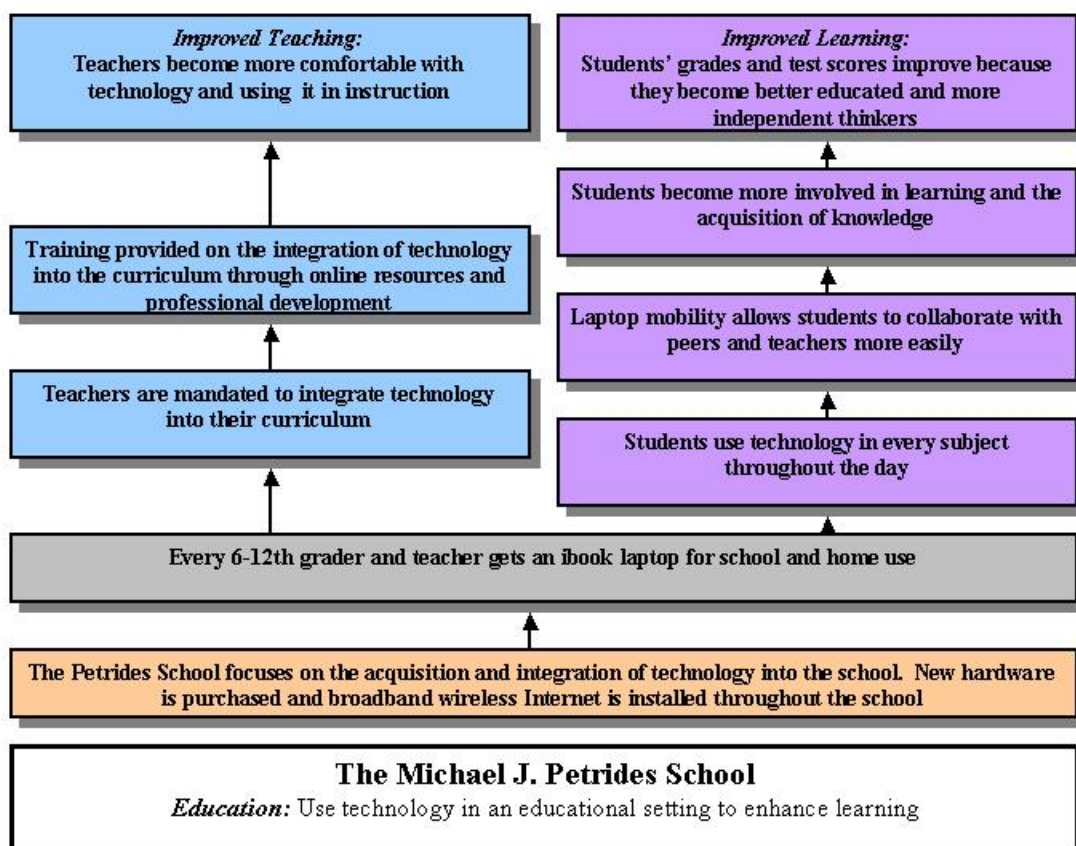 Improved Teaching:
Teachers become more comfortable with
technology and using it in instruction
Improved Learning:
Students' grades and test scores improve because
they become better educated and more
independent thinkers
Students become more involved in learning and the
acquisition of knowledge
Training provided on the integration of technology
into the curriculum through online resources and
professional development
Laptop mobility allows students to collaborate with
peers and teachers more easily
Teachers are mandated to integrate technology
into their curriculum
Students use technology in every subject
throughout the day
Every 6-12th grader and teacher gets an ibook laptop for school and home use
The Petrides School focuses on the acquisition and integration of technology into the school. New hardware
is purchased and broadband wireless Internet is installed throughout the school
The Michael J. Petrides School
Education: Use technology in an educational setting to enhance learning